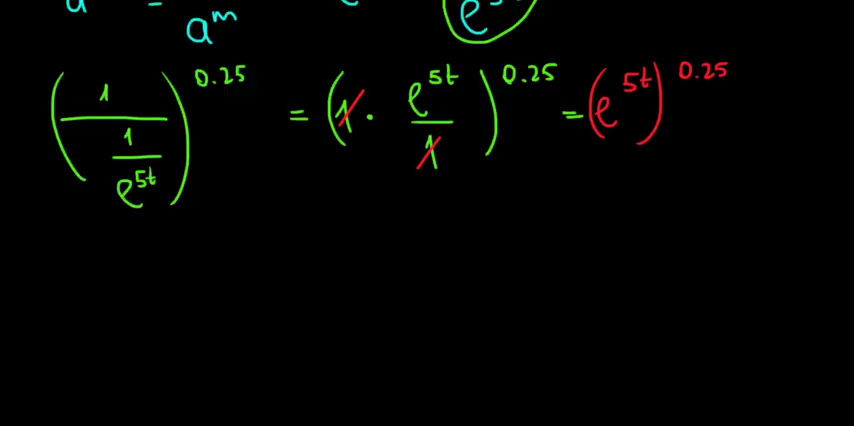 a^m
(1/(1/e^5t))^0.25 = (1 · e^5t/1)^0.25 = (e^5t)^0.25